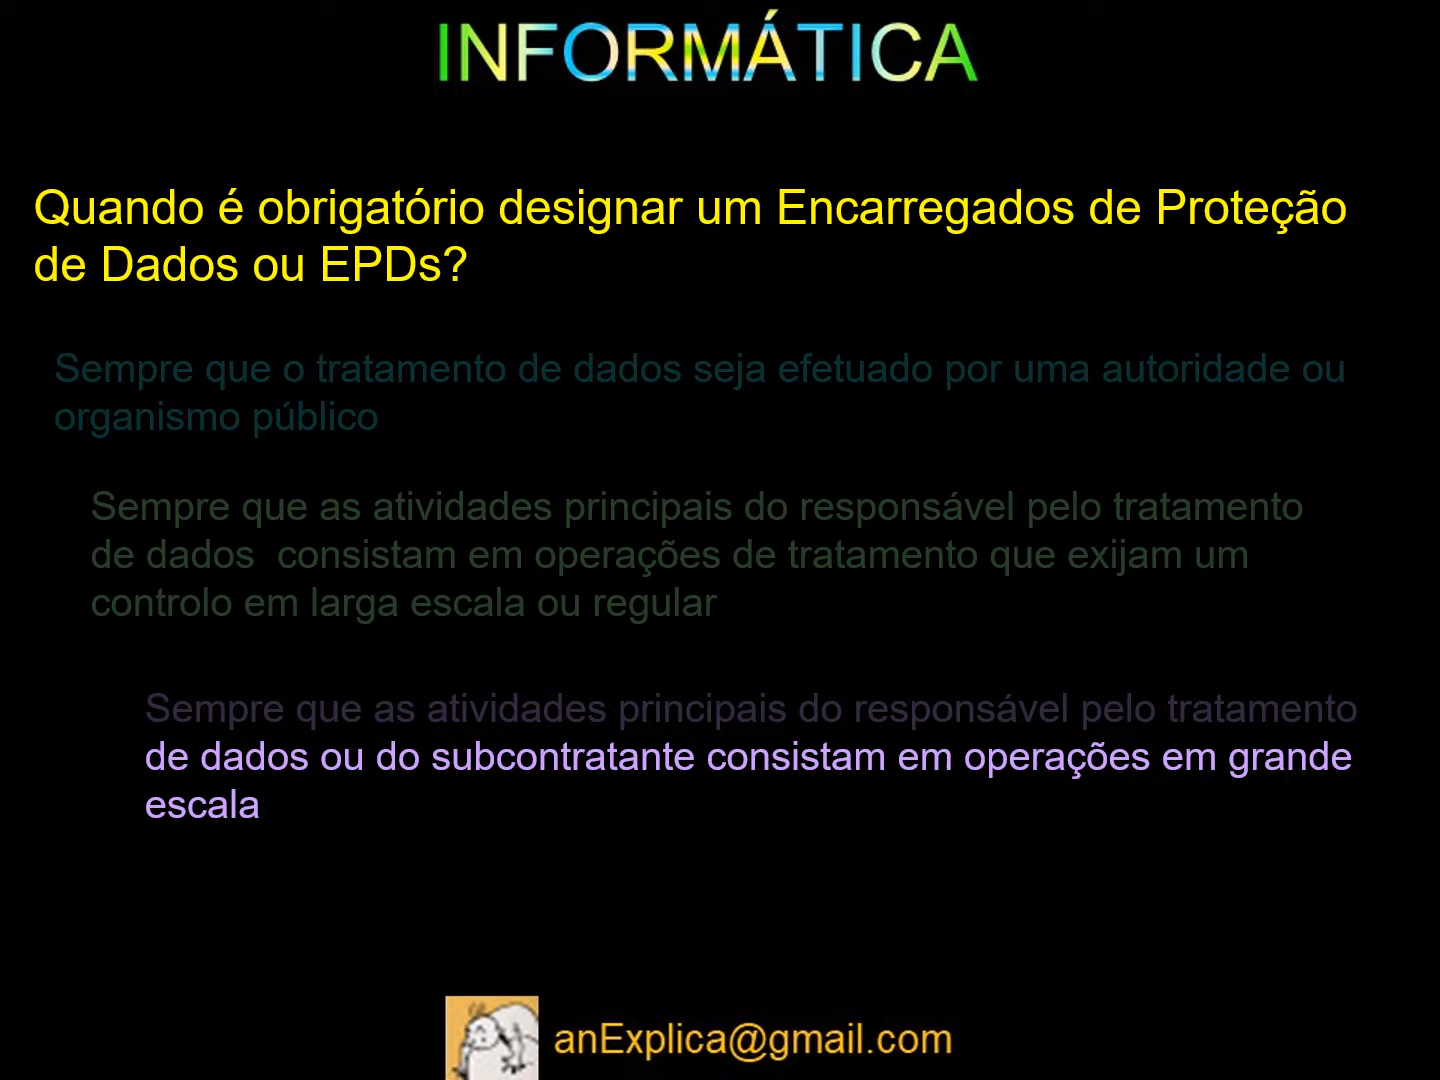 INFORMÁTICA
Quando é obrigatório designar um Encarregados de Proteção
de Dados ou EPDs?
Sempre que o tratamento de dados seja efetuado por uma autoridade ou
organismo público
Sempre que as atividades principais do responsável pelo tratamento
de dados consistam em operações de tratamento que exijam um
controlo em larga escala ou regular
Sempre que as atividades principais do responsável pelo tratamento
de dados ou do subcontratante consistam em operações em grande
escala
anExplica@gmail.com